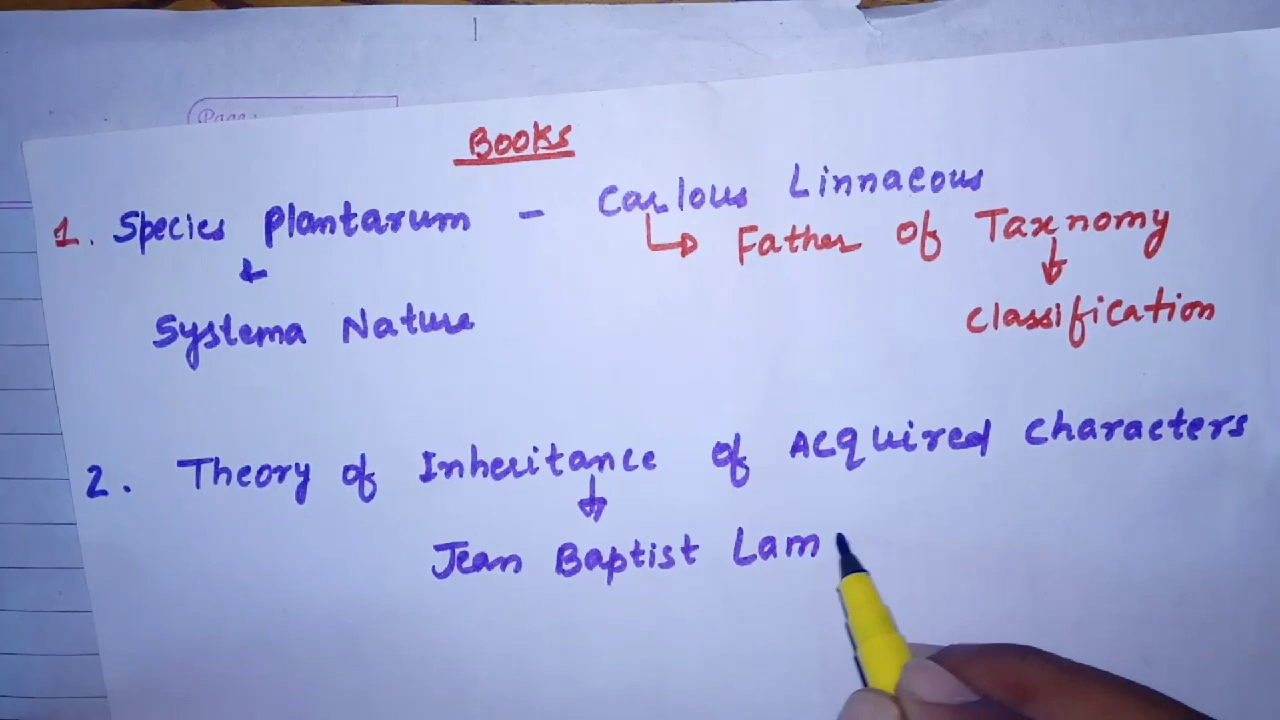 Page:
Books
1. Species Plantarum - Carlous Linnaeous
Father of Taxnomy
Systema Nature
Classification
2. Theory of Inheritance of Acquired Characters
Jean Baptist Lam